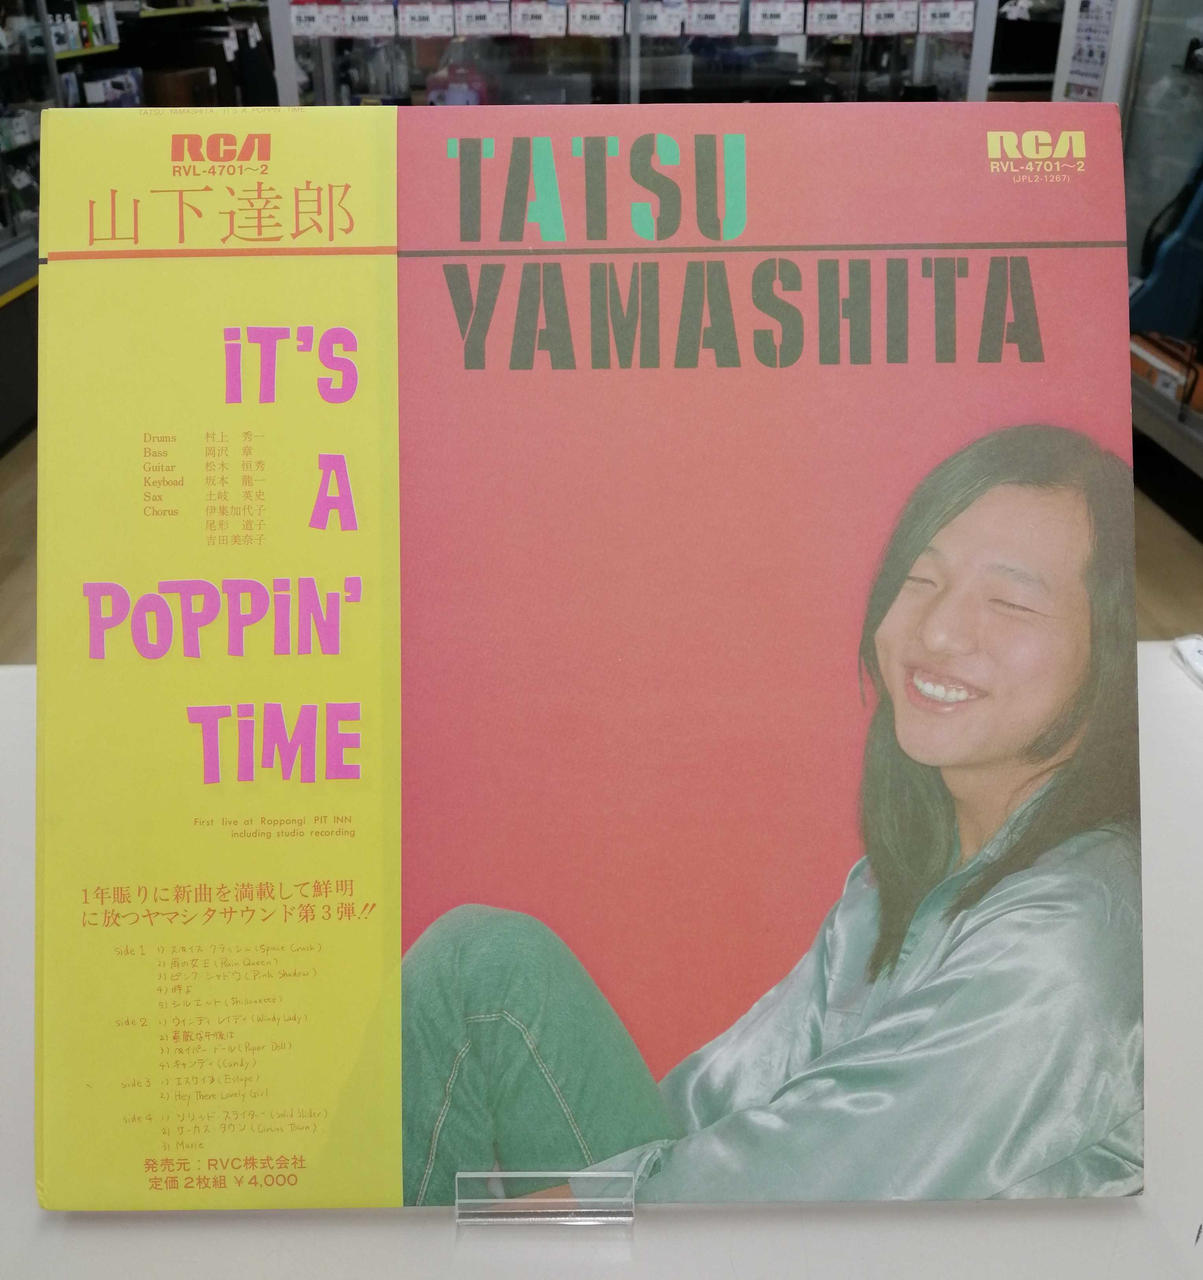 TATSU YAMASHITA IT'S A POPPIN' TIME
RCA
RVL-4701～2
山下達郎
iT'S
A
POPPiN'
TiME
Drums 村上 秀一
Bass 岡沢 章
Guitar 松木 恒秀
Keyboad 坂本 龍一
Sax 土岐 英史
Chorus 伊集加代子
尾形 道子
吉田美奈子
First live at Roppongi PIT INN
including studio recording
1年賑りに新曲を満載して鮮明
に放つヤマシタサウンド第3弾!!
side 1 1) スペイス クラッシュ (Space Crush)
2) 雨の女王 (Rain Queen)
3) ピンク シャドウ (Pink Shadow)
4) 時よ
5) シルエット (Shilouette)
side 2 1) ウインディ レイディ (Windy Lady)
2) 素敵な午後は
3) ペイパー ドール (Paper Doll)
4) キャンディ (Candy)
side 3 1) エスケイプ (Escape)
2) Hey There Lonely Girl
side 4 1) ソリッド・スライダー (Solid Slider)
2) サーカス・タウン (Circus Town)
3) Marie
発売元：RVC株式会社
定価2枚組 ￥4,000
TATSU
YAMASHITA
RCA
RVL-4701～2
(JPL2-1267)